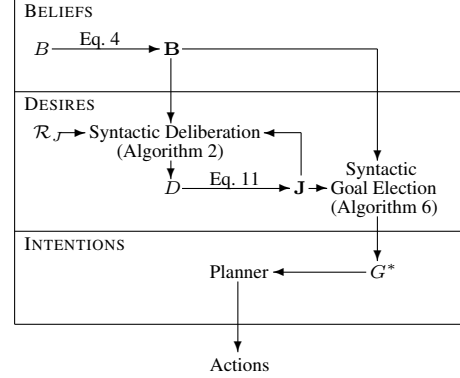 BELIEFS
B Eq. 4 B
DESIRES
R_J Syntactic Deliberation
(Algorithm 2)
Syntactic
D Eq. 11 J Goal Election
(Algorithm 6)
INTENTIONS
Planner G*
Actions